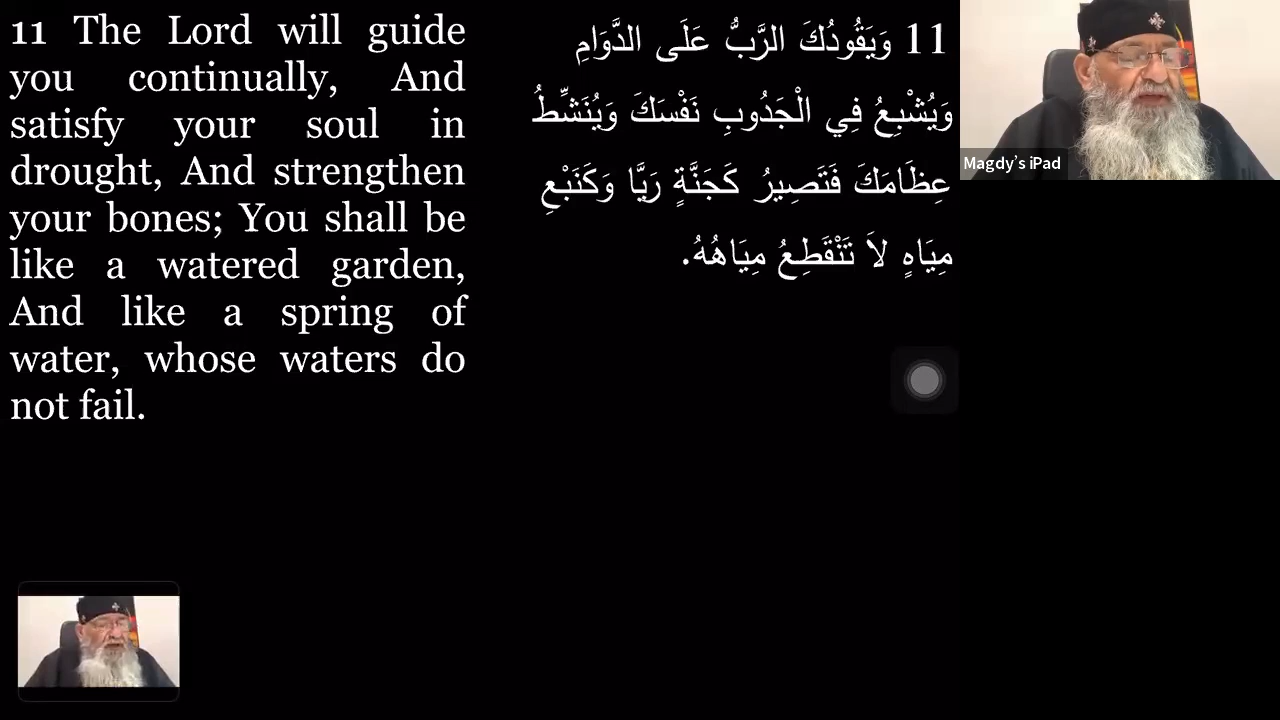 11 The Lord will guide
you continually, And
satisfy your soul in
drought, And strengthen
your bones; You shall be
like a watered garden,
And like a spring of
water, whose waters do
not fail.
11 وَيَقُودُكَ الرَّبُّ عَلَى الدَّوَامِ
وَيُشْبِعُ فِي الْجَدُوبِ نَفْسَكَ وَيُنَشِّطُ
عِظَامَكَ فَتَصِيرُ كَجَنَّةٍ رَيَّا وَكَنَبْعِ
مِيَاهٍ لاَ تَنْقَطِعُ مِيَاهُهُ.
Magdy's iPad